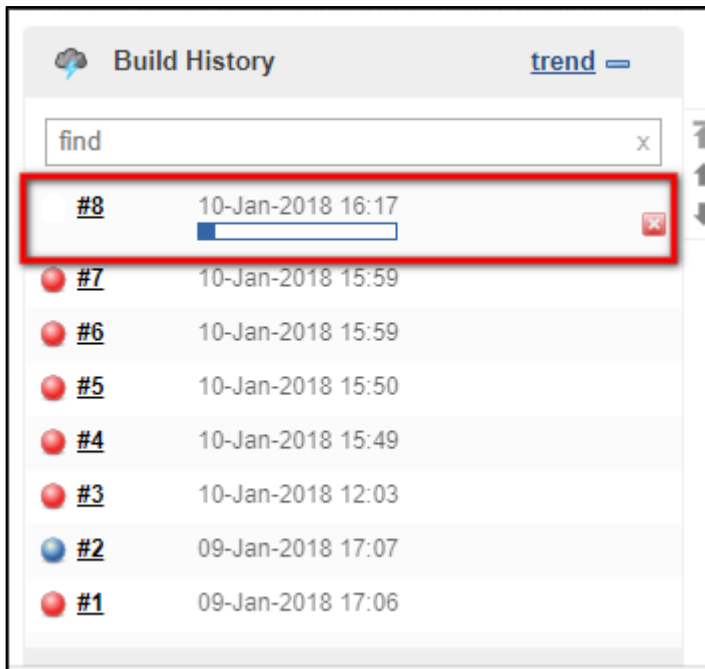 Build History trend
find x
#8 10-Jan-2018 16:17
#7 10-Jan-2018 15:59
#6 10-Jan-2018 15:59
#5 10-Jan-2018 15:50
#4 10-Jan-2018 15:49
#3 10-Jan-2018 12:03
#2 09-Jan-2018 17:07
#1 09-Jan-2018 17:06